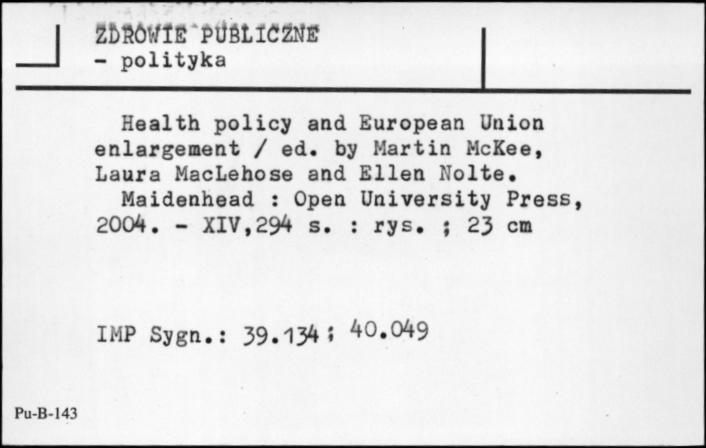 ZDROWIE PUBLICZNE
- polityka
Health policy and European Union
enlargement / ed. by Martin McKee,
Laura MacLehose and Ellen Nolte.
Maidenhead : Open University Press,
2004. - XIV,294 s. : rys. ; 23 cm
IMP Sygn.: 39.134; 40.049
Pu-B-143